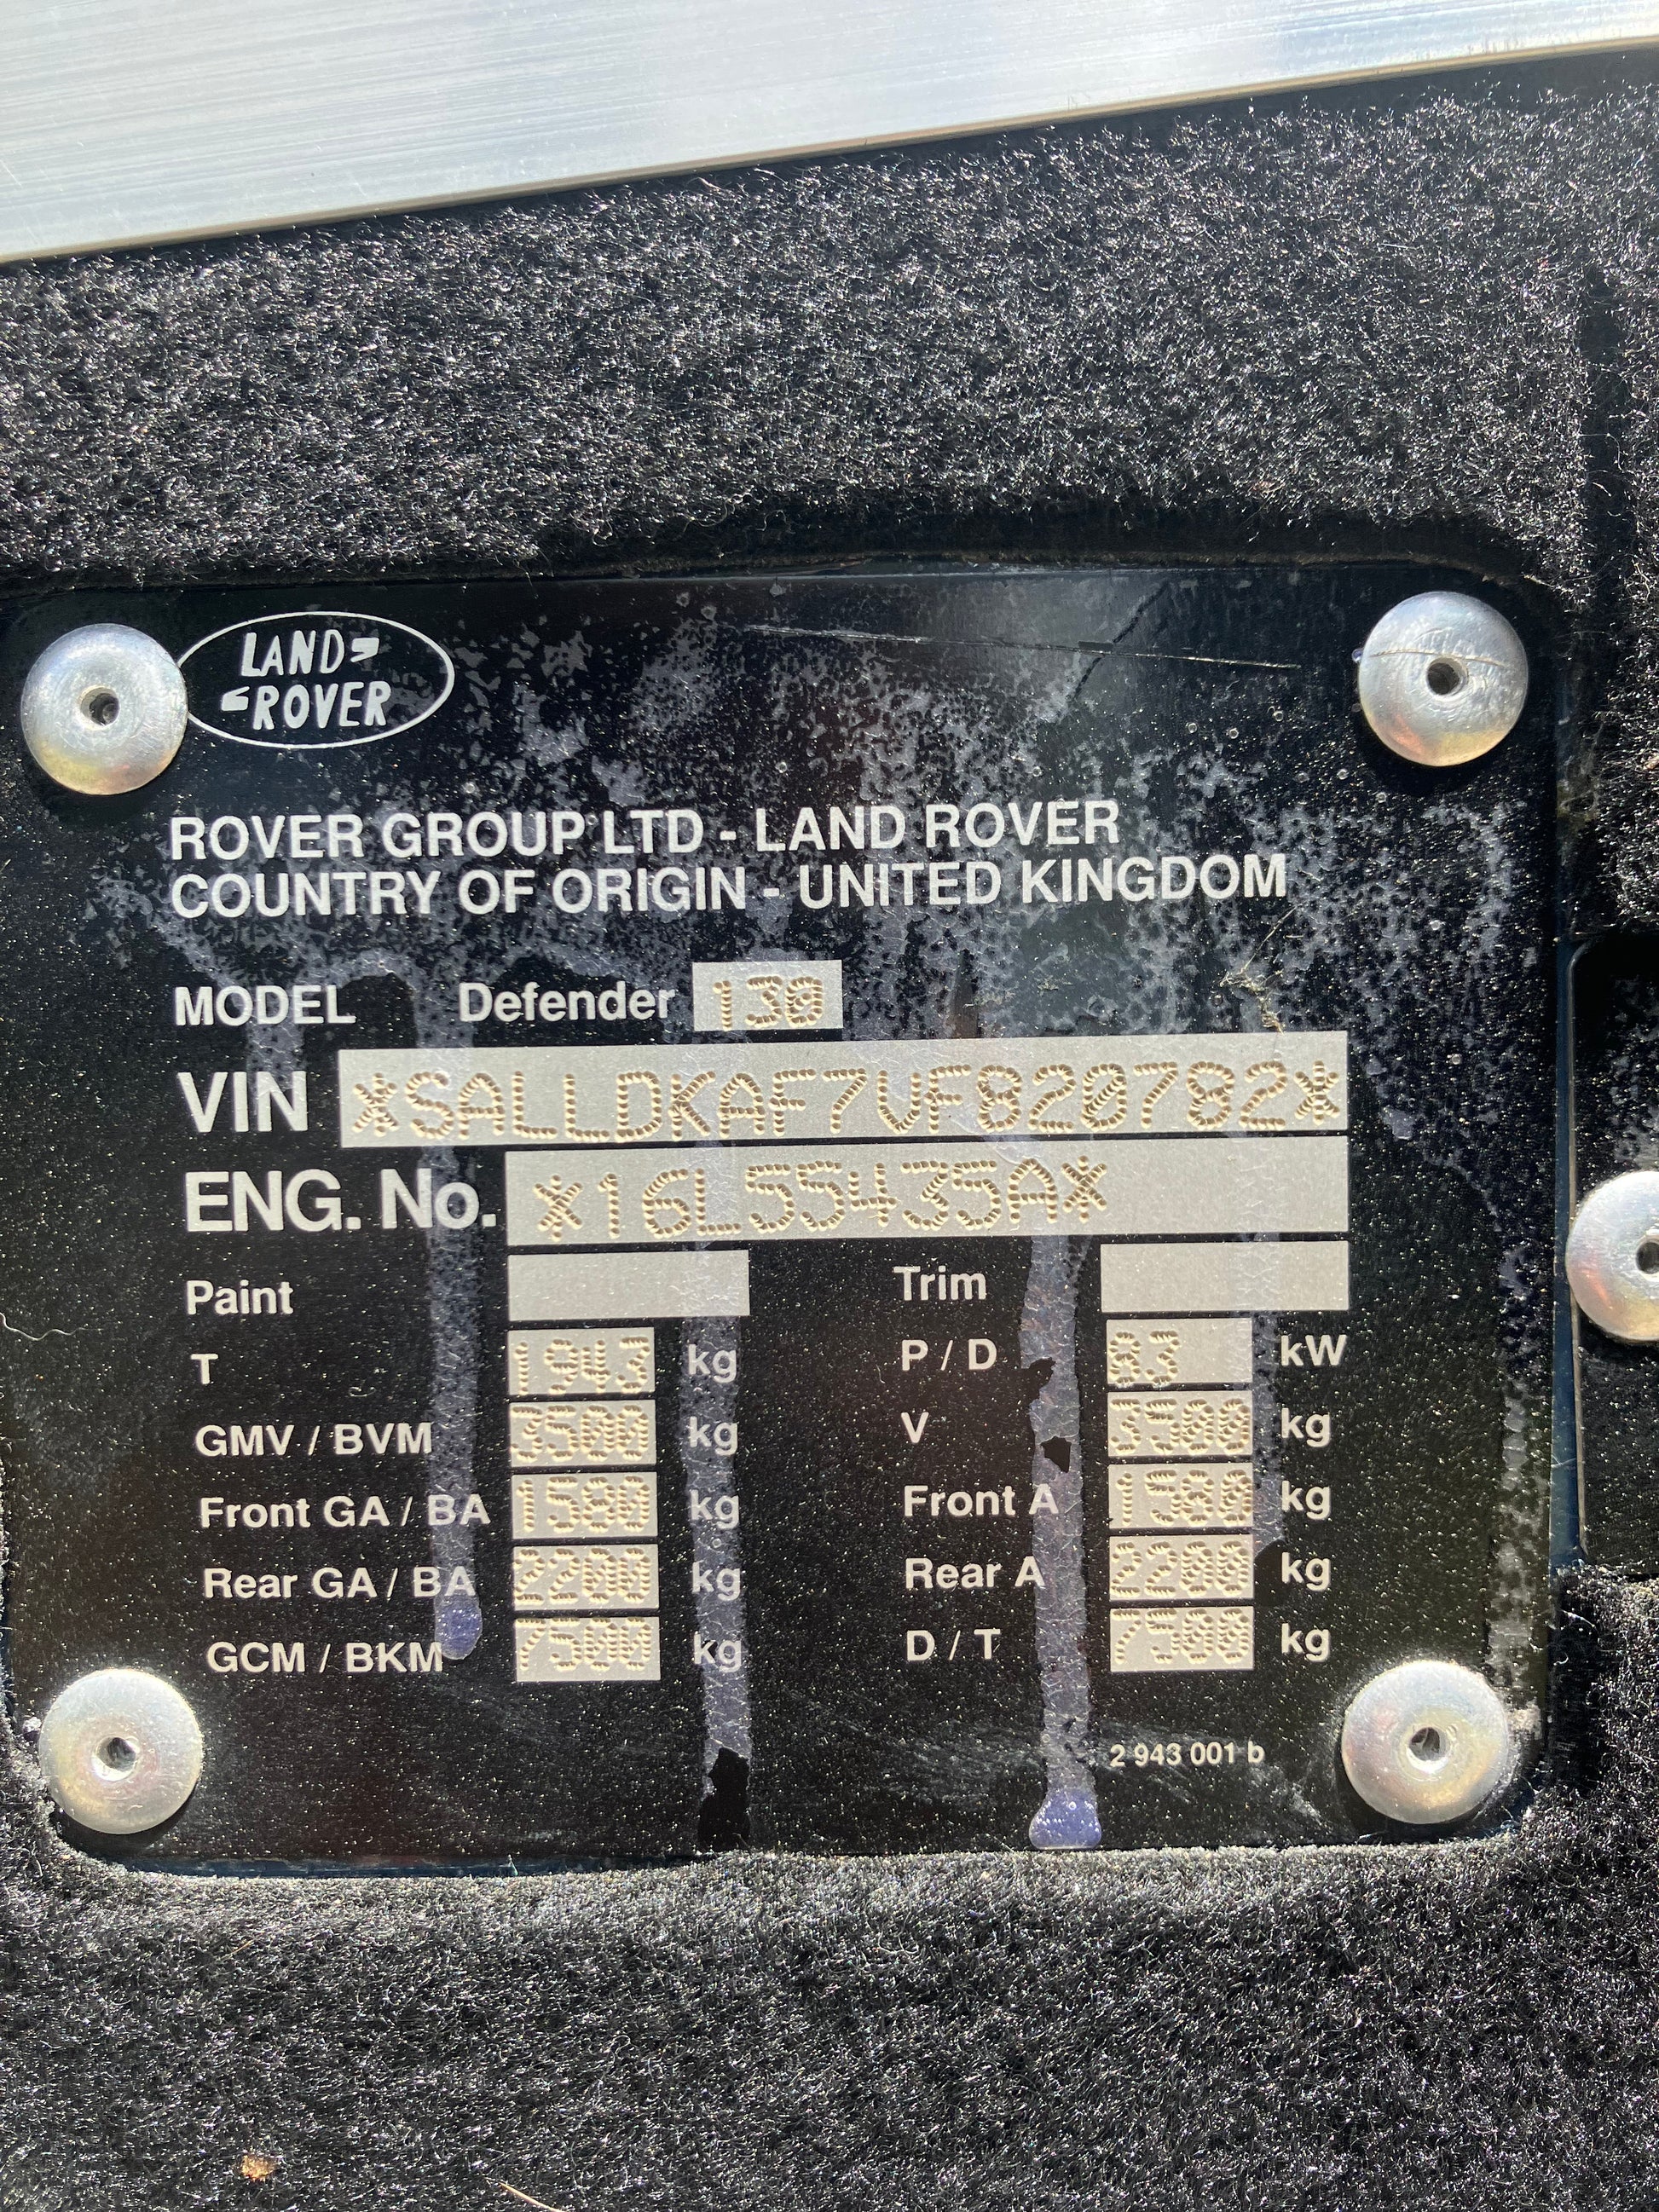 LAND
ROVER
ROVER GROUP LTD - LAND ROVER
COUNTRY OF ORIGIN - UNITED KINGDOM
MODEL Defender 130
VIN *SALLDKAF7VF820782*
ENG. No. *16L55435A*
Paint Trim
T 1943 kg P / D 83 kW
GMV / BVM 3500 kg V 3500 kg
Front GA / BA 1580 kg Front A 1580 kg
Rear GA / BA 2200 kg Rear A 2200 kg
GCM / BKM 7500 kg D / T 7500 kg
2 943 001 b